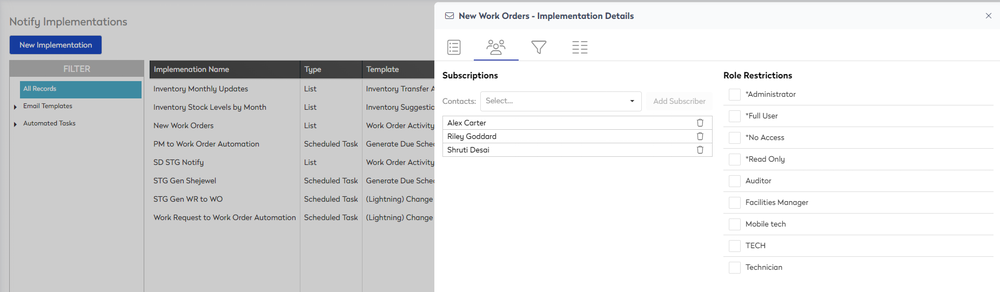 Notify Implementations
New Implementation
FILTER
All Records
Email Templates
Automated Tasks
Implemenation Name Type Template
Inventory Monthly Updates List Inventory Transfer A
Inventory Stock Levels by Month List Inventory Suggestio
New Work Orders List Work Order Activity
PM to Work Order Automation Scheduled Task Generate Due Sched
SD STG Notify List Work Order Activity
STG Gen Shejewel Scheduled Task Generate Due Sched
STG Gen WR to WO Scheduled Task (Lightning) Change
Work Request to Work Order Automation Scheduled Task (Lightning) Change
New Work Orders - Implementation Details
Subscriptions
Contacts: Select... Add Subscriber
Alex Carter
Riley Goddard
Shruti Desai
Role Restrictions
*Administrator
*Full User
*No Access
*Read Only
Auditor
Facilities Manager
Mobile tech
TECH
Technician